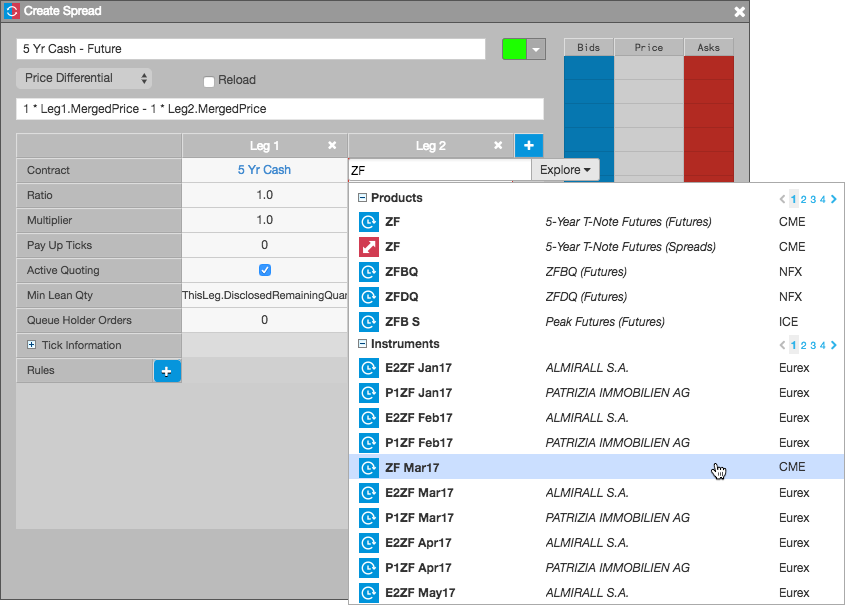 Create Spread
5 Yr Cash - Future
Bids Price Asks
Price Differential Reload
1 * Leg1.MergedPrice - 1 * Leg2.MergedPrice
Leg 1 Leg 2
Contract 5 Yr Cash ZF Explore
Ratio 1.0
Multiplier 1.0
Pay Up Ticks 0
Active Quoting
Min Lean Qty ThisLeg.DisclosedRemainingQuan
Queue Holder Orders 0
Tick Information
Rules
Products 1 2 3 4
ZF 5-Year T-Note Futures (Futures) CME
ZF 5-Year T-Note Futures (Spreads) CME
ZFBQ ZFBQ (Futures) NFX
ZFDQ ZFDQ (Futures) NFX
ZFB S Peak Futures (Futures) ICE
Instruments 1 2 3 4
E2ZF Jan17 ALMIRALL S.A. Eurex
P1ZF Jan17 PATRIZIA IMMOBILIEN AG Eurex
E2ZF Feb17 ALMIRALL S.A. Eurex
P1ZF Feb17 PATRIZIA IMMOBILIEN AG Eurex
ZF Mar17 CME
E2ZF Mar17 ALMIRALL S.A. Eurex
P1ZF Mar17 PATRIZIA IMMOBILIEN AG Eurex
E2ZF Apr17 ALMIRALL S.A. Eurex
P1ZF Apr17 PATRIZIA IMMOBILIEN AG Eurex
E2ZF May17 ALMIRALL S.A. Eurex